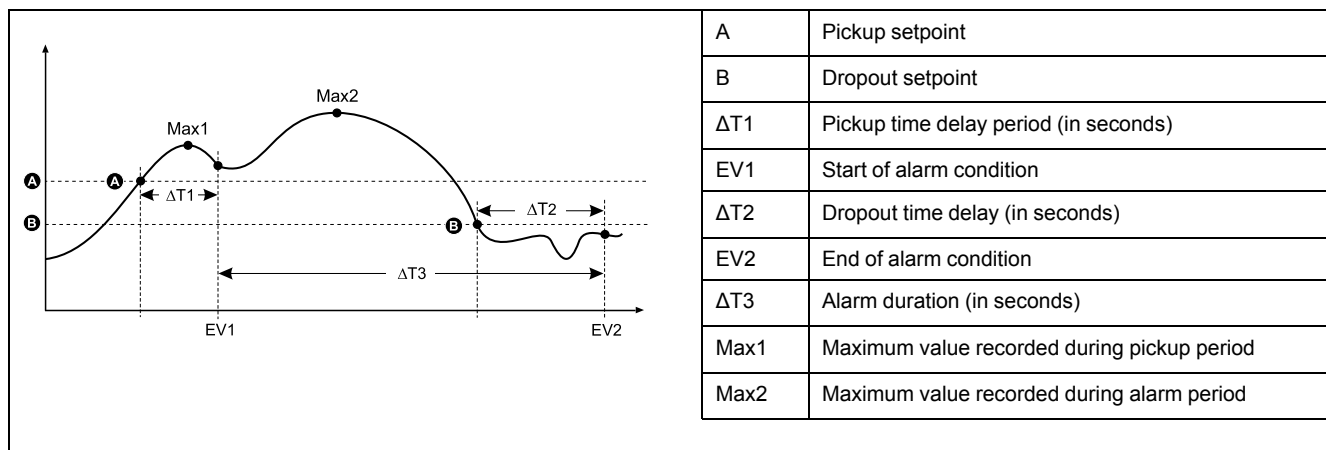 Max2
Max1
A
A
ΔT1
B
B
ΔT2
ΔT3
EV1
EV2
A Pickup setpoint
B Dropout setpoint
ΔT1 Pickup time delay period (in seconds)
EV1 Start of alarm condition
ΔT2 Dropout time delay (in seconds)
EV2 End of alarm condition
ΔT3 Alarm duration (in seconds)
Max1 Maximum value recorded during pickup period
Max2 Maximum value recorded during alarm period